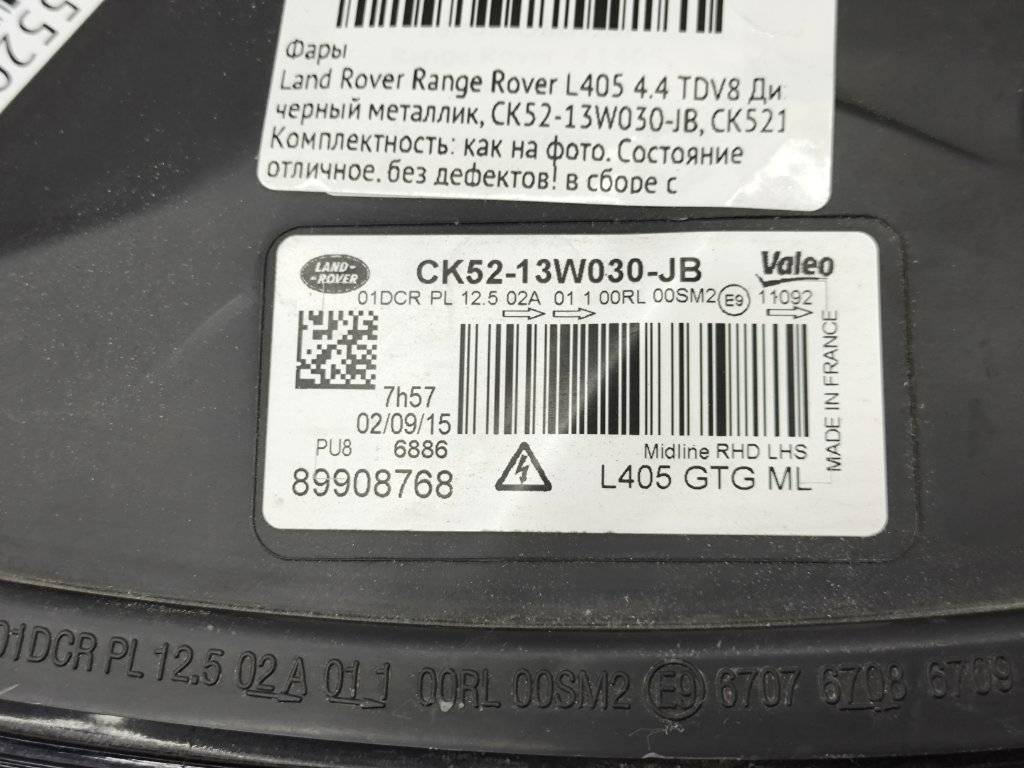 5520
Фары
Land Rover Range Rover L405 4.4 TDV8 Ди
черный металлик, CK52-13W030-JB, CK521
Комплектность: как на фото. Состояние
отличное. без дефектов! в сборе с
LAND-
-ROVER
CK52-13W030-JB
Valeo
01DCR PL 12.5 02A 01 1 00RL 00SM2 E9 11092
MADE IN FRANCE
7h57
02/09/15
PU8 6886
Midline RHD LHS
89908768
L405 GTG ML
01DCR PL 12.5 02A 01 1 00RL 00SM2 E9 6707 6708 6709